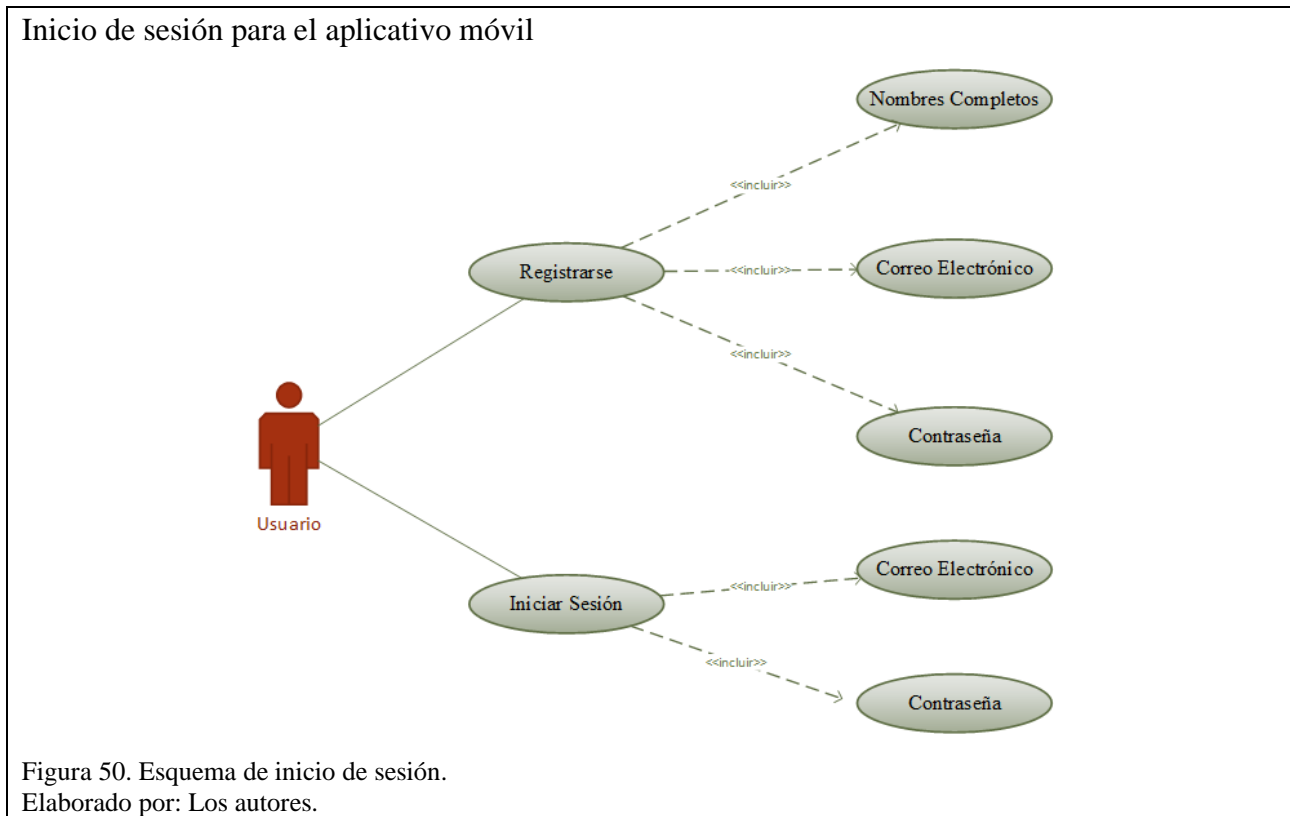 Inicio de sesión para el aplicativo móvil
Nombres Completos
<<incluir>>
Registrarse
<<incluir>>
Correo Electrónico
<<incluir>>
Contraseña
Usuario
Iniciar Sesión
<<incluir>>
Correo Electrónico
<<incluir>>
Contraseña
Figura 50. Esquema de inicio de sesión.
Elaborado por: Los autores.